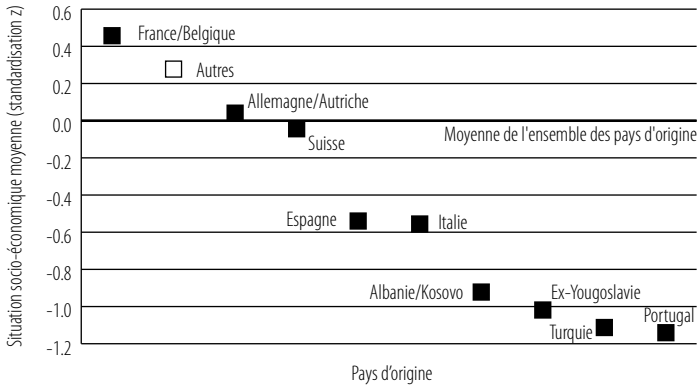 Situation socio-économique moyenne (standardisation z)
0.6
0.4
0.2
0.0
-0.2
-0.4
-0.6
-0.8
-1.0
-1.2
France/Belgique
Autres
Allemagne/Autriche
Suisse
Moyenne de l'ensemble des pays d'origine
Espagne
Italie
Albanie/Kosovo
Ex-Yougoslavie
Turquie
Portugal
Pays d'origine